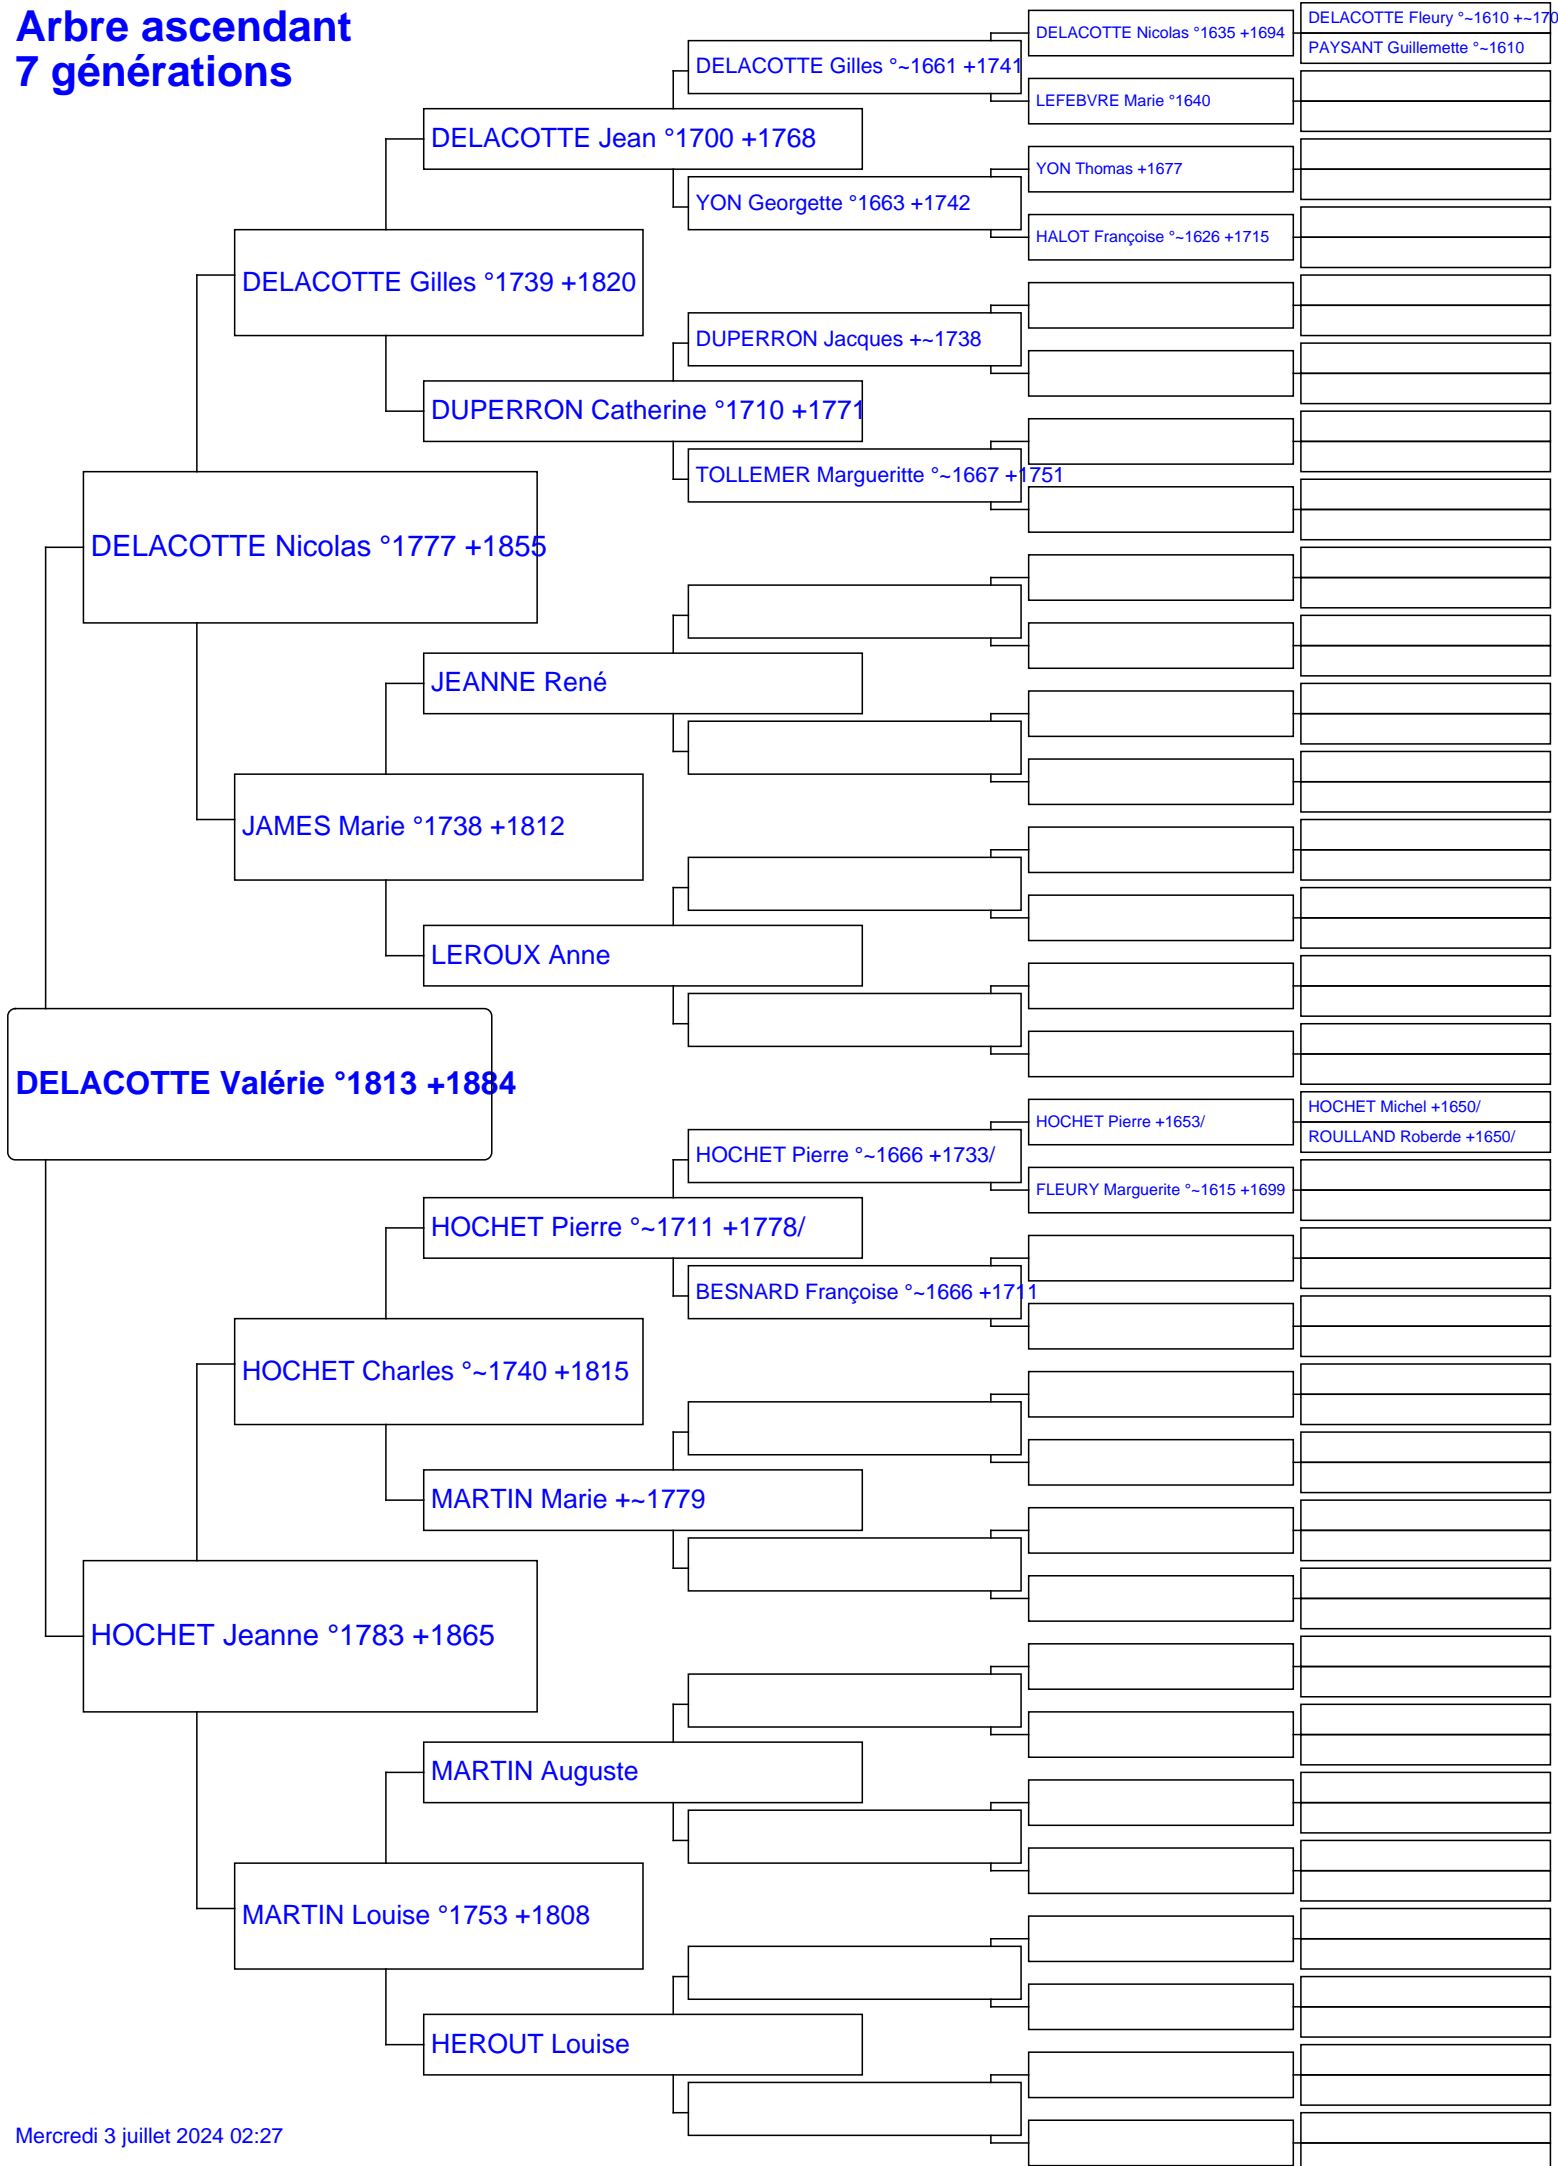 Arbre ascendant
7 générations
DELACOTTE Valérie °1813 +1884
DELACOTTE Nicolas °1777 +1855
HOCHET Jeanne °1783 +1865
DELACOTTE Gilles °1739 +1820
JAMES Marie °1738 +1812
HOCHET Charles °~1740 +1815
MARTIN Louise °1753 +1808
DELACOTTE Jean °1700 +1768
DUPERRON Catherine °1710 +1771
JEANNE René
LEROUX Anne
HOCHET Pierre °~1711 +1778/
MARTIN Marie +~1779
MARTIN Auguste
HEROUT Louise
DELACOTTE Gilles °~1661 +1741
YON Georgette °1663 +1742
DUPERRON Jacques +~1738
TOLLEMER Margueritte °~1667 +1751
HOCHET Pierre °~1666 +1733/
BESNARD Françoise °~1666 +1711
DELACOTTE Nicolas °1635 +1694
LEFEBVRE Marie °1640
YON Thomas +1677
HALOT Françoise °~1626 +1715
HOCHET Pierre +1653/
FLEURY Marguerite °~1615 +1699
DELACOTTE Fleury °~1610 +~170
PAYSANT Guillemette °~1610
HOCHET Michel +1650/
ROULLAND Roberde +1650/
Mercredi 3 juillet 2024 02:27